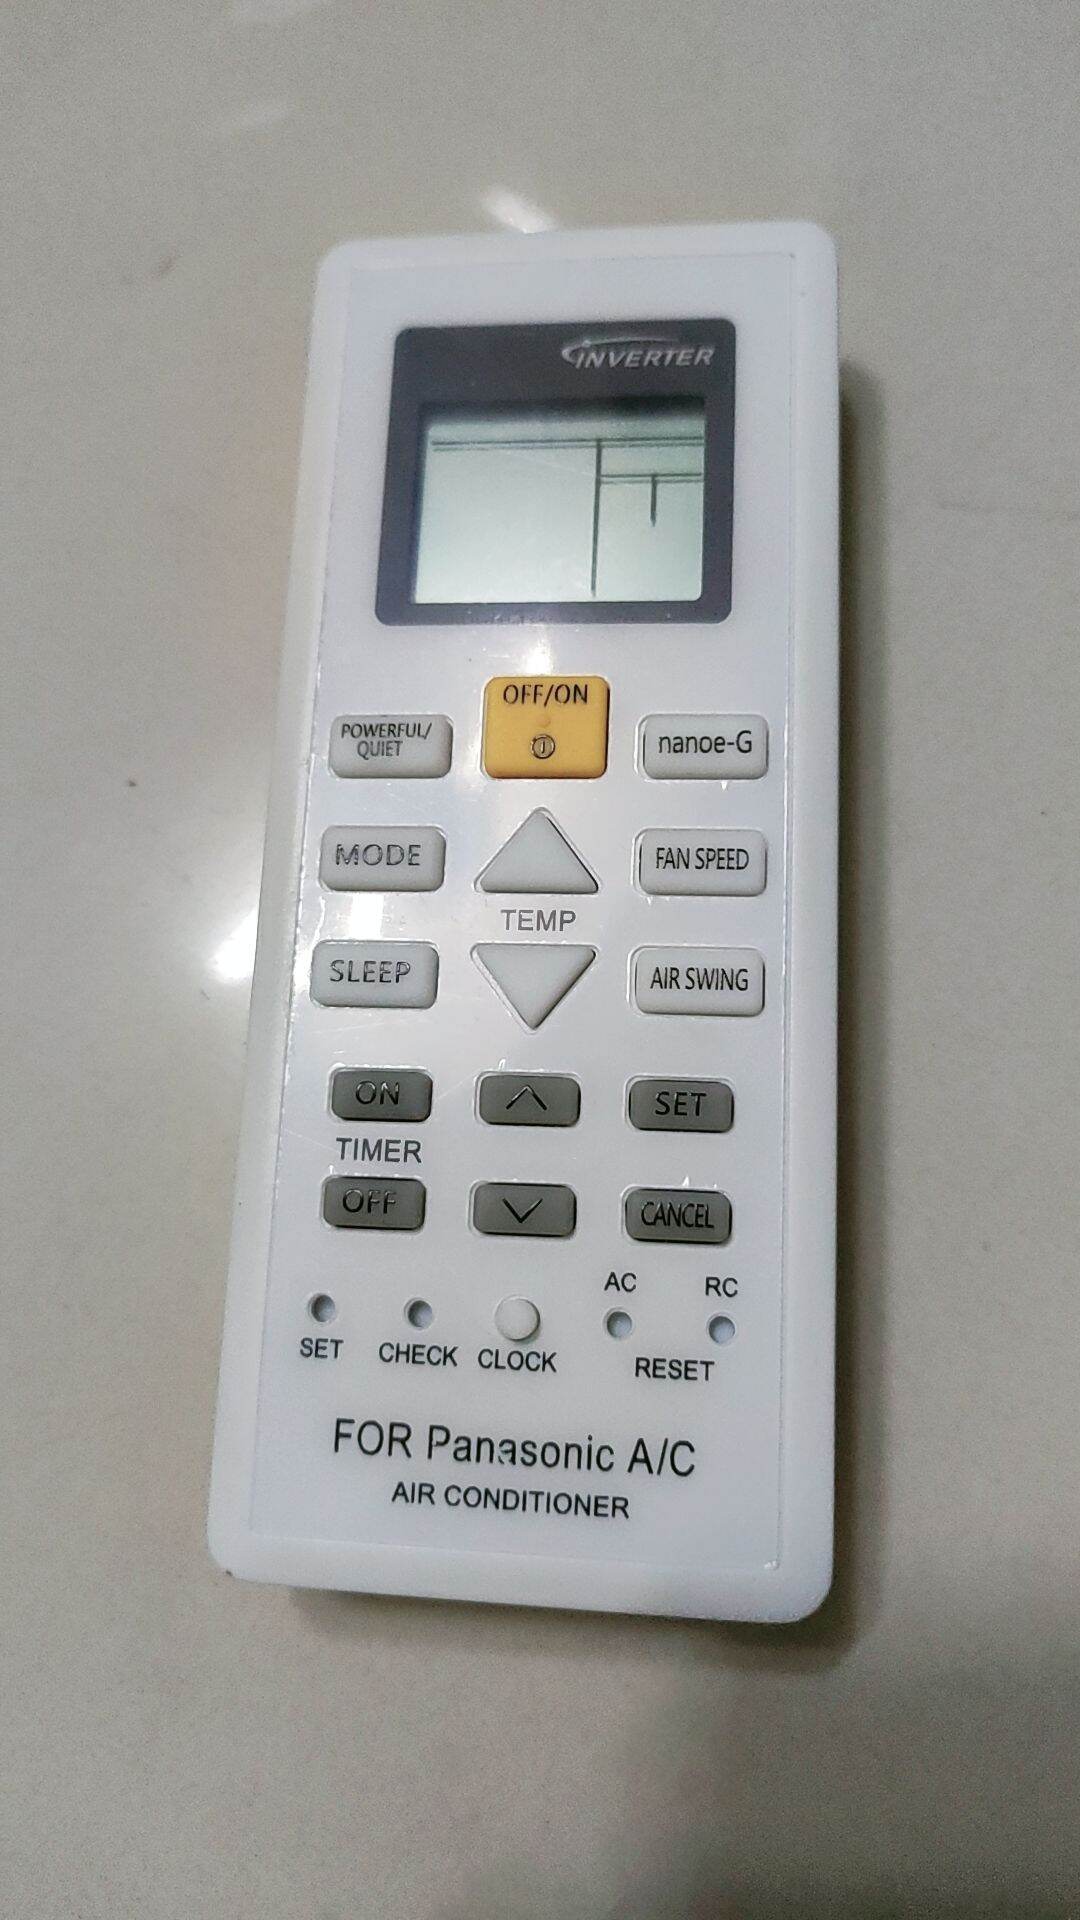 INVERTER
OFF/ON
POWERFUL/
QUIET
nanoe-G
MODE
FAN SPEED
TEMP
SLEEP
AIR SWING
ON
SET
TIMER
OFF
CANCEL
AC
RC
SET
CHECK
CLOCK
RESET
FOR Panasonic A/C
AIR CONDITIONER